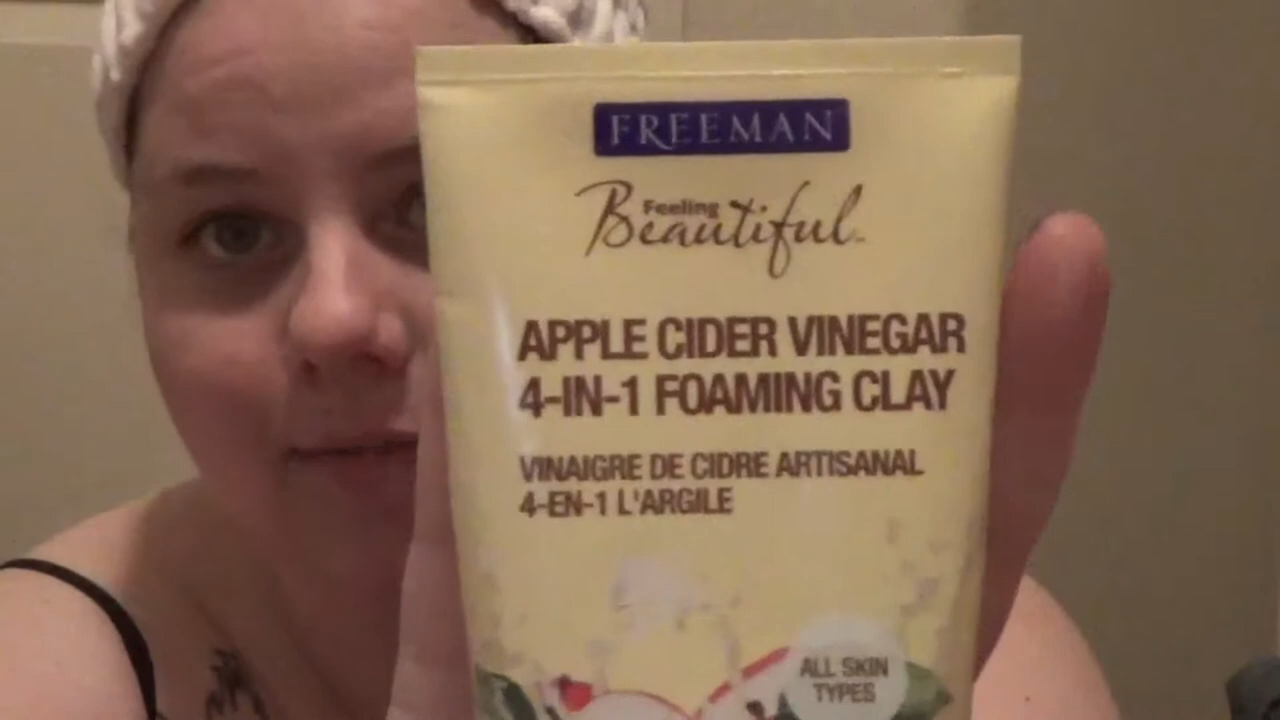 FREEMAN
Feeling
Beautiful
APPLE CIDER VINEGAR
4-IN-1 FOAMING CLAY
VINAIGRE DE CIDRE ARTISANAL
4-EN-1 L'ARGILE
ALL SKIN
TYPES